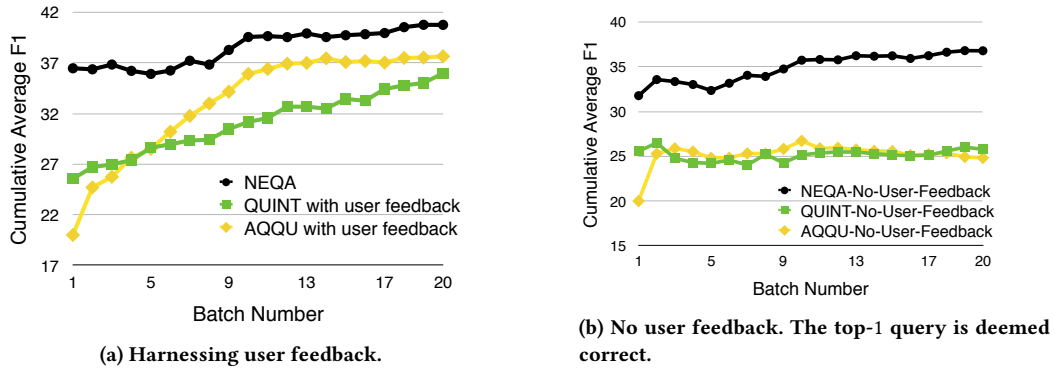 Cumulative Average F1
42
37
32
27
22
17
NEQA
QUINT with user feedback
AQQU with user feedback
1 5 9 13 17 20
Batch Number
(a) Harnessing user feedback.
Cumulative Average F1
40
35
30
25
20
15
NEQA-No-User-Feedback
QUINT-No-User-Feedback
AQQU-No-User-Feedback
1 5 9 13 17 20
Batch Number
(b) No user feedback. The top-1 query is deemed
correct.